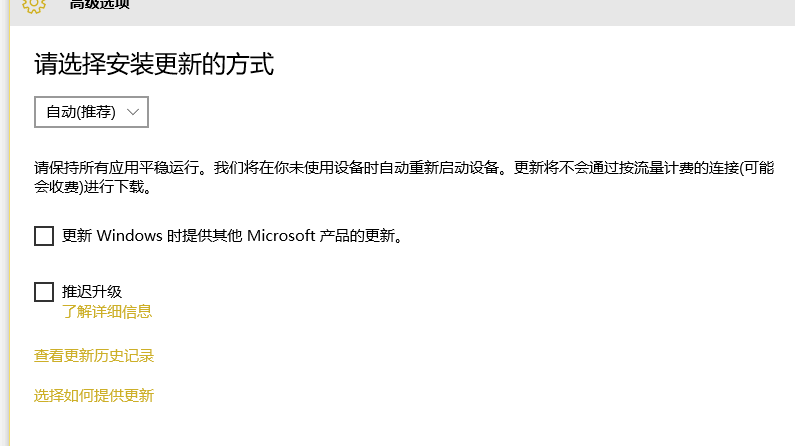 高级选项
请选择安装更新的方式
自动(推荐)
请保持所有应用平稳运行。我们将在你未使用设备时自动重新启动设备。更新将不会通过按流量计费的连接(可能
会收费)进行下载。
更新 Windows 时提供其他 Microsoft 产品的更新。
推迟升级
了解详细信息
查看更新历史记录
选择如何提供更新